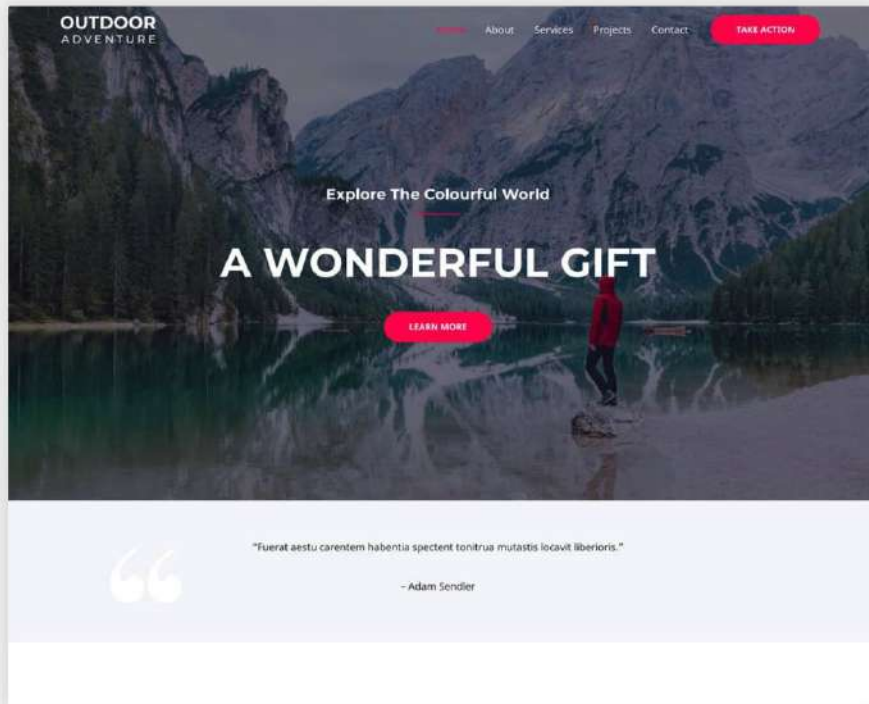 OUTDOOR
ADVENTURE
Home About Services Projects Contact TAKE ACTION
Explore The Colourful World
A WONDERFUL GIFT
LEARN MORE
"Fuerat aestu carentem habentia spectent tonitrua mutastis locavit liberioris."
– Adam Sendler